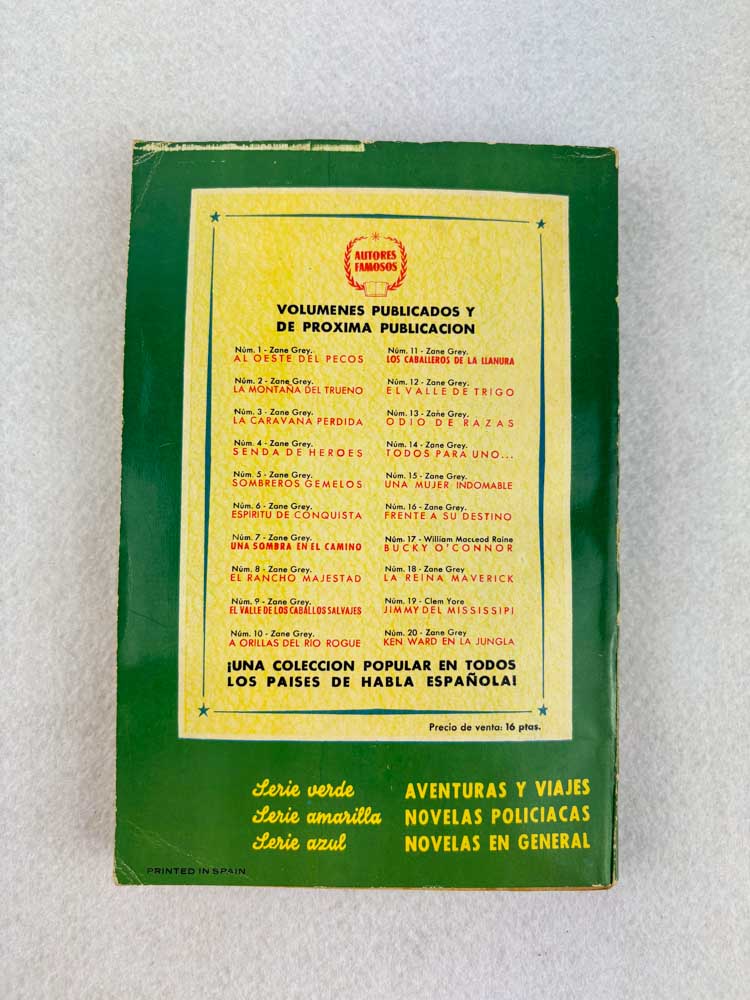 AUTORES
FAMOSOS
VOLUMENES PUBLICADOS Y
DE PROXIMA PUBLICACION
Núm. 1 - Zane Grey.
AL OESTE DEL PECOS
Núm. 2 - Zane Grey.
LA MONTAÑA DEL TRUENO
Núm. 3 - Zane Grey.
LA CARAVANA PERDIDA
Núm. 4 - Zane Grey.
SENDA DE HEROES
Núm. 5 - Zane Grey.
SOMBREROS GEMELOS
Núm. 6 - Zane Grey.
ESPIRITU DE CONQUISTA
Núm. 7 - Zane Grey.
UNA SOMBRA EN EL CAMINO
Núm. 8 - Zane Grey.
EL RANCHO MAJESTAD
Núm. 9 - Zane Grey.
EL VALLE DE LOS CABALLOS SALVAJES
Núm. 10 - Zane Grey.
A ORILLAS DEL RIO ROGUE
Núm. 11 - Zane Grey.
LOS CABALLEROS DE LA LLANURA
Núm. 12 - Zane Grey.
EL VALLE DE TRIGO
Núm. 13 - Zane Grey.
ODIO DE RAZAS
Núm. 14 - Zane Grey.
TODOS PARA UNO...
Núm. 15 - Zane Grey.
UNA MUJER INDOMABLE
Núm. 16 - Zane Grey.
FRENTE A SU DESTINO
Núm. 17 - William MacLeod Raine
BUCKY O'CONNOR
Núm. 18 - Zane Grey
LA REINA MAVERICK
Núm. 19 - Clem Yore
JIMMY DEL MISSISSIPI
Núm. 20 - Zane Grey
KEN WARD EN LA JUNGLA
¡UNA COLECCION POPULAR EN TODOS
LOS PAISES DE HABLA ESPAÑOLA!
Precio de venta: 16 ptas.
Serie verde AVENTURAS Y VIAJES
Serie amarilla NOVELAS POLICIACAS
Serie azul NOVELAS EN GENERAL
PRINTED IN SPAIN